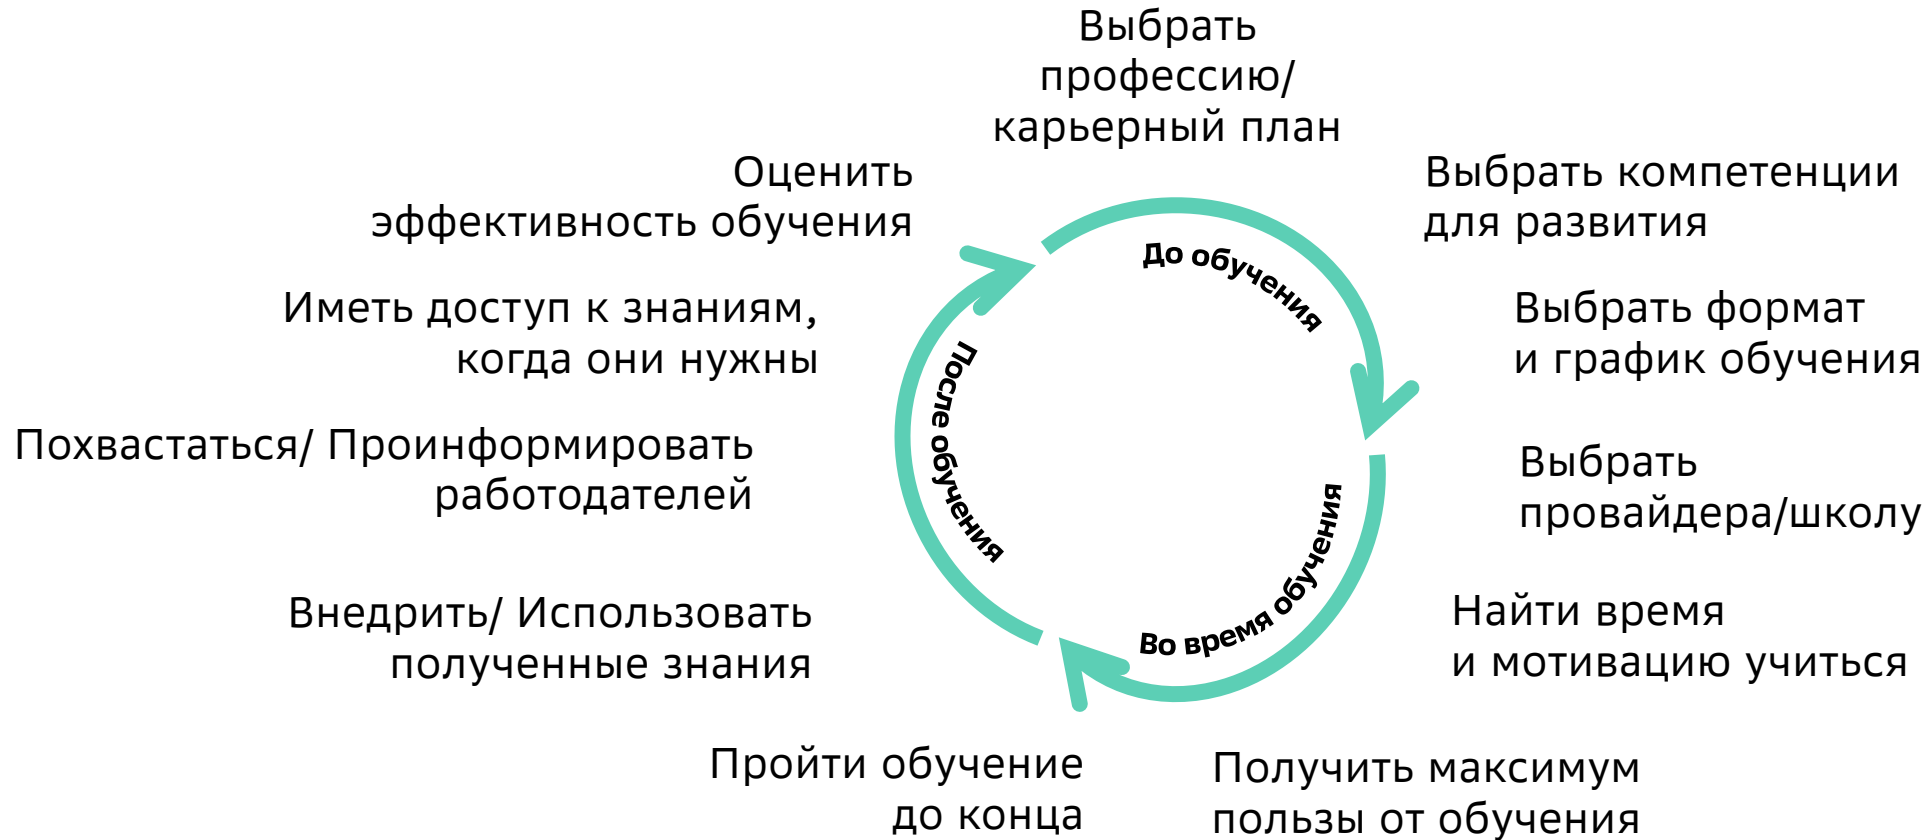 Выбрать
профессию/
карьерный план
Выбрать компетенции
для развития
Выбрать формат
и график обучения
Выбрать
провайдера/школу
Найти время
и мотивацию учиться
Получить максимум
пользы от обучения
Пройти обучение
до конца
Внедрить/ Использовать
полученные знания
Похвастаться/ Проинформировать
работодателей
Иметь доступ к знаниям,
когда они нужны
Оценить
эффективность обучения
До обучения
Во время обучения
После обучения